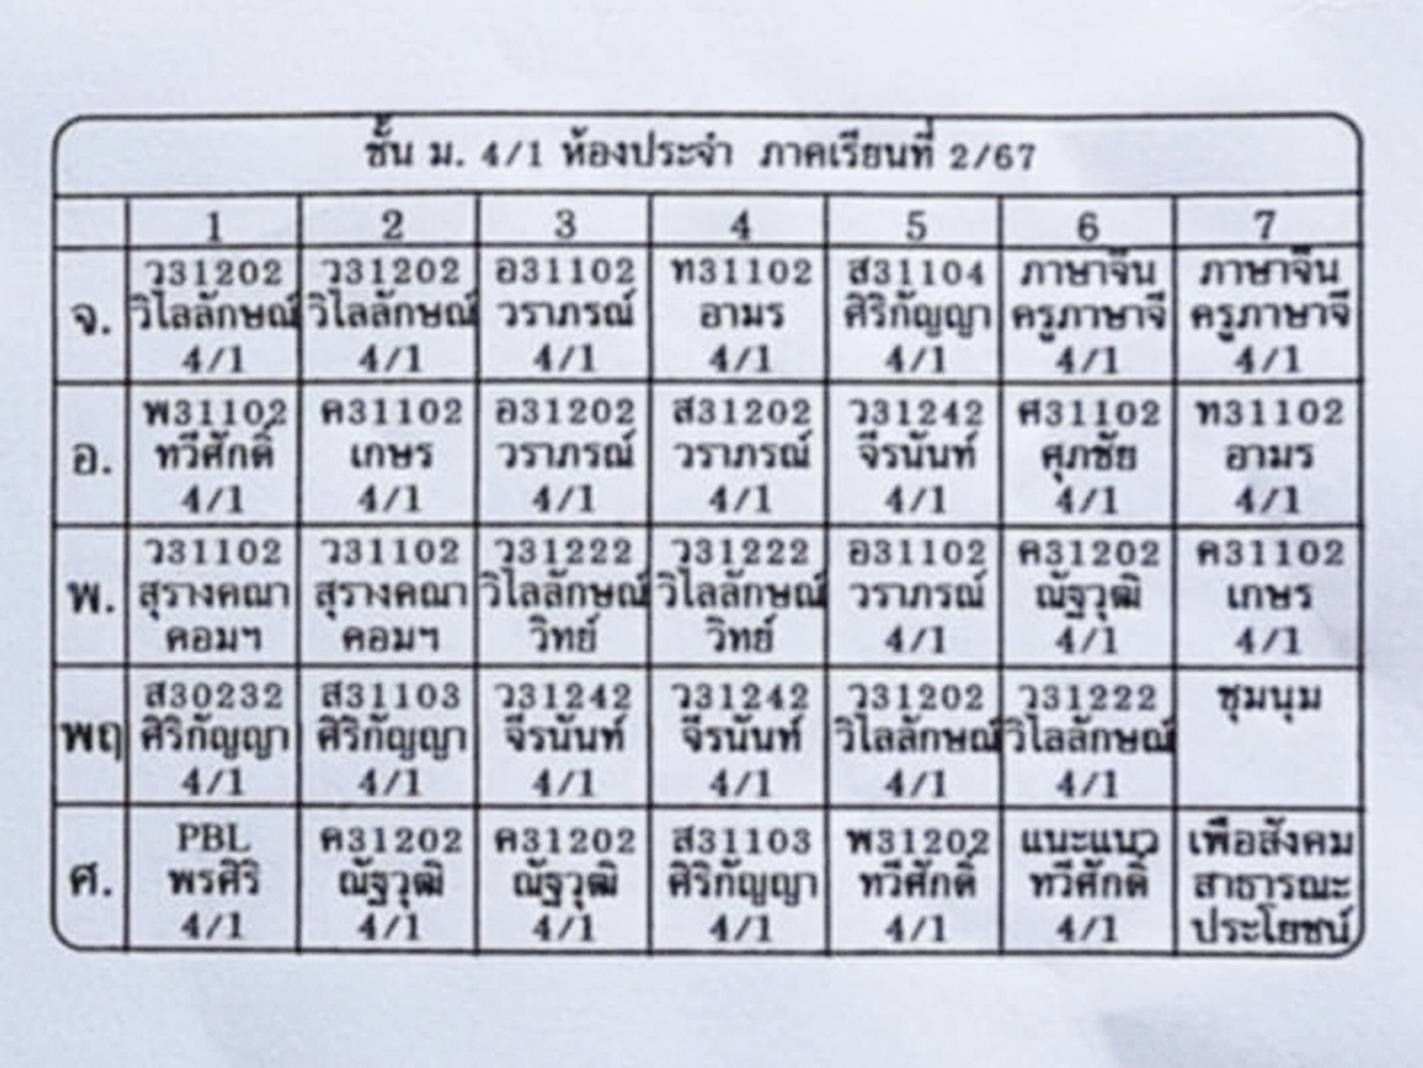 ชั้น ม. 4/1 ห้องประจำ ภาคเรียนที่ 2/67
1 2 3 4 5 6 7
ว31202 ว31202 อ31102 ท31102 ส31104 ภาษาจีน ภาษาจีน
จ. วิไลลักษณ์ วิไลลักษณ์ วราภรณ์ อามร ศิริกัญญา ครูภาษาจี ครูภาษาจี
4/1 4/1 4/1 4/1 4/1 4/1 4/1
พ31102 ค31102 อ31202 ส31202 ว31242 ศ31102 ท31102
อ. ทวีศักดิ์ เกษร วราภรณ์ วราภรณ์ จีรนันท์ ศุภชัย อามร
4/1 4/1 4/1 4/1 4/1 4/1 4/1
ว31102 ว31102 ว31222 ว31222 อ31102 ค31202 ค31102
พ. สุรางคณา สุรางคณา วิไลลักษณ์ วิไลลักษณ์ วราภรณ์ ณัฐวุฒิ เกษร
คอมฯ คอมฯ วิทย์ วิทย์ 4/1 4/1 4/1
ส30232 ส31103 ว31242 ว31242 ว31202 ว31222 ชุมนุม
พฤ ศิริกัญญา ศิริกัญญา จีรนันท์ จีรนันท์ วิไลลักษณ์ วิไลลักษณ์
4/1 4/1 4/1 4/1 4/1 4/1
PBL ค31202 ค31202 ส31103 พ31202 แนะแนว เพื่อสังคม
ศ. พรศิริ ณัฐวุฒิ ณัฐวุฒิ ศิริกัญญา ทวีศักดิ์ ทวีศักดิ์ สาธารณะ
4/1 4/1 4/1 4/1 4/1 4/1 ประโยชน์